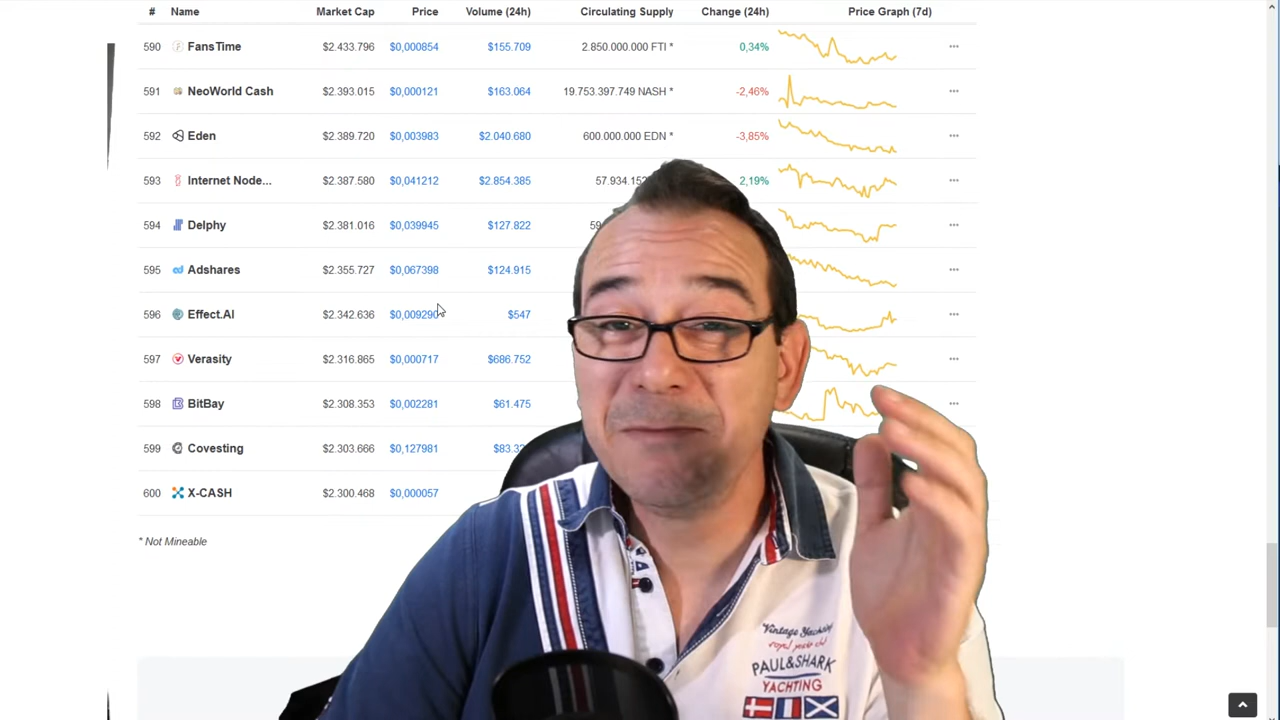 # Name Market Cap Price Volume (24h) Circulating Supply Change (24h) Price Graph (7d)
590 FansTime $2.433.796 $0,000854 $155.709 2.850.000.000 FTI * 0,34%
591 NeoWorld Cash $2.393.015 $0,000121 $163.064 19.753.397.749 NASH * -2,46%
592 Eden $2.389.720 $0,003983 $2.040.680 600.000.000 EDN * -3,85%
593 Internet Node... $2.387.580 $0,041212 $2.854.385 2,19%
594 Delphy $2.381.016 $0,039945 $127.822
595 Adshares $2.355.727 $0,067398 $124.915
596 Effect.AI $2.342.636 $0,009290 $547
597 Verasity $2.316.865 $0,000717 $686.752
598 BitBay $2.308.353 $0,002281 $61.475
599 Covesting $2.303.666 $0,127981
600 X-CASH $2.300.468 $0,000057
* Not Mineable
Vintage Yachting
royal yacht club
PAUL&SHARK
YACHTING